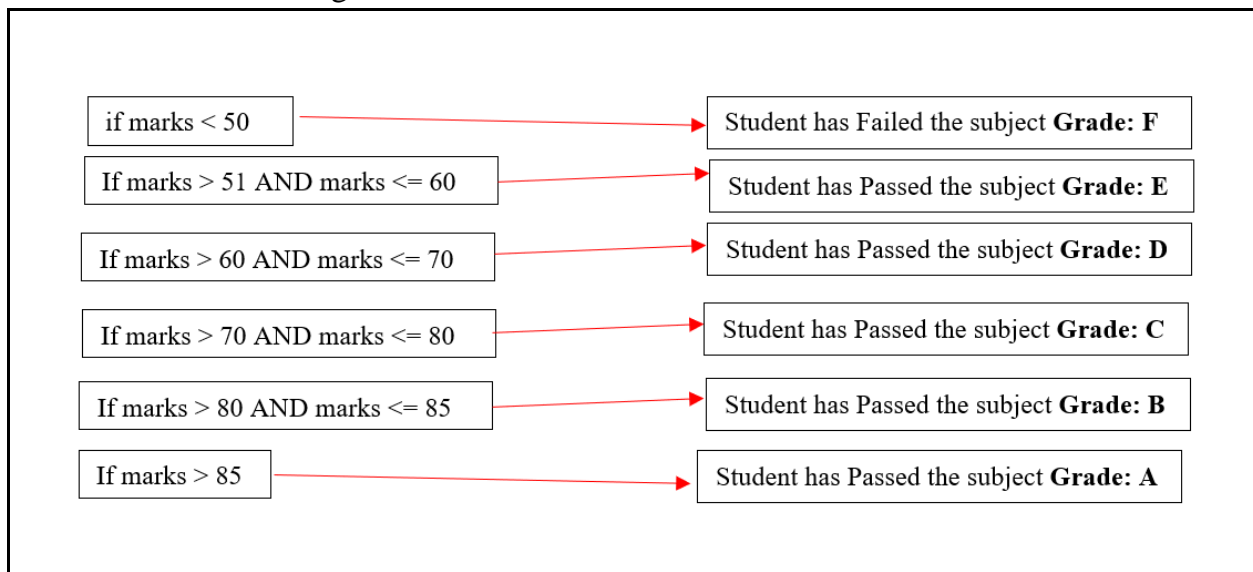 if marks < 50 Student has Failed the subject Grade: F
If marks > 51 AND marks <= 60 Student has Passed the subject Grade: E
If marks > 60 AND marks <= 70 Student has Passed the subject Grade: D
If marks > 70 AND marks <= 80 Student has Passed the subject Grade: C
If marks > 80 AND marks <= 85 Student has Passed the subject Grade: B
If marks > 85 Student has Passed the subject Grade: A